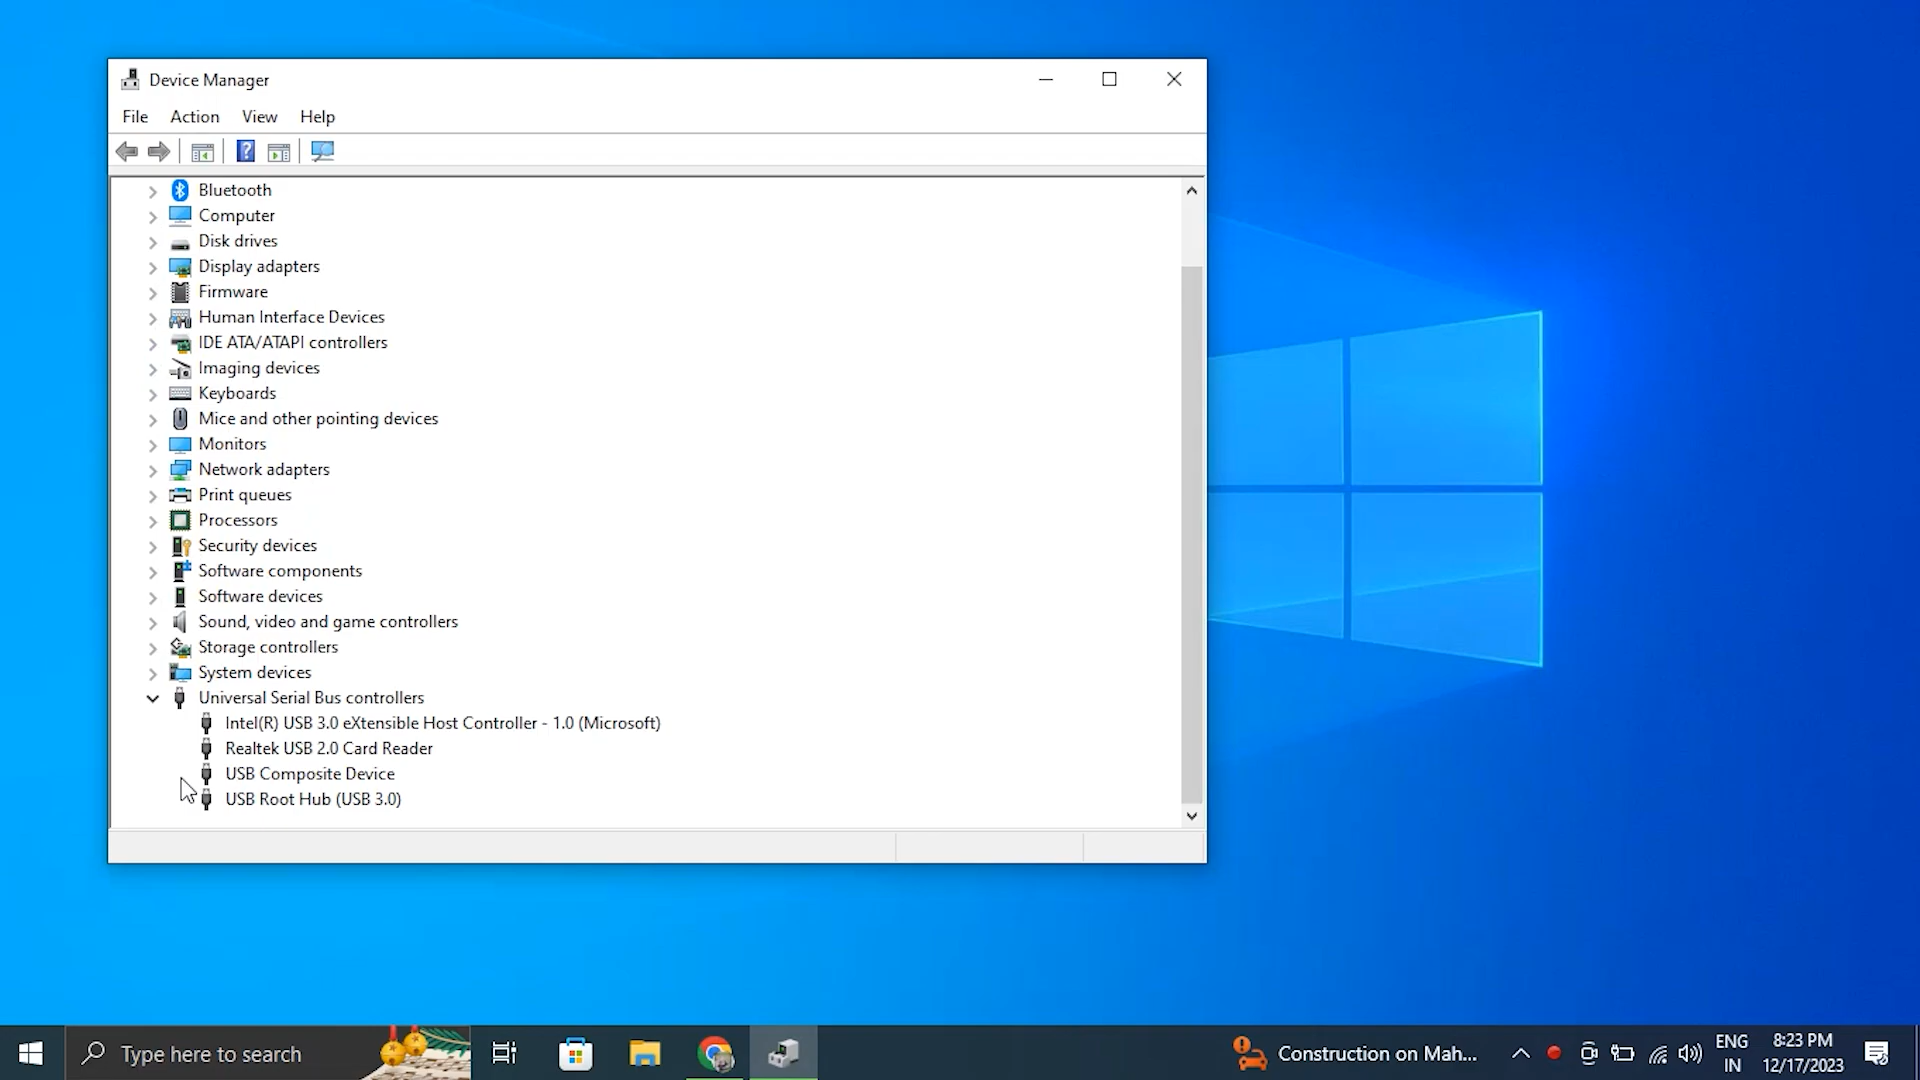 Device Manager
File Action View Help
Bluetooth
Computer
Disk drives
Display adapters
Firmware
Human Interface Devices
IDE ATA/ATAPI controllers
Imaging devices
Keyboards
Mice and other pointing devices
Monitors
Network adapters
Print queues
Processors
Security devices
Software components
Software devices
Sound, video and game controllers
Storage controllers
System devices
Universal Serial Bus controllers
Intel(R) USB 3.0 eXtensible Host Controller - 1.0 (Microsoft)
Realtek USB 2.0 Card Reader
USB Composite Device
USB Root Hub (USB 3.0)
Type here to search
Construction on Mah...
ENG
IN
8:23 PM
12/17/2023